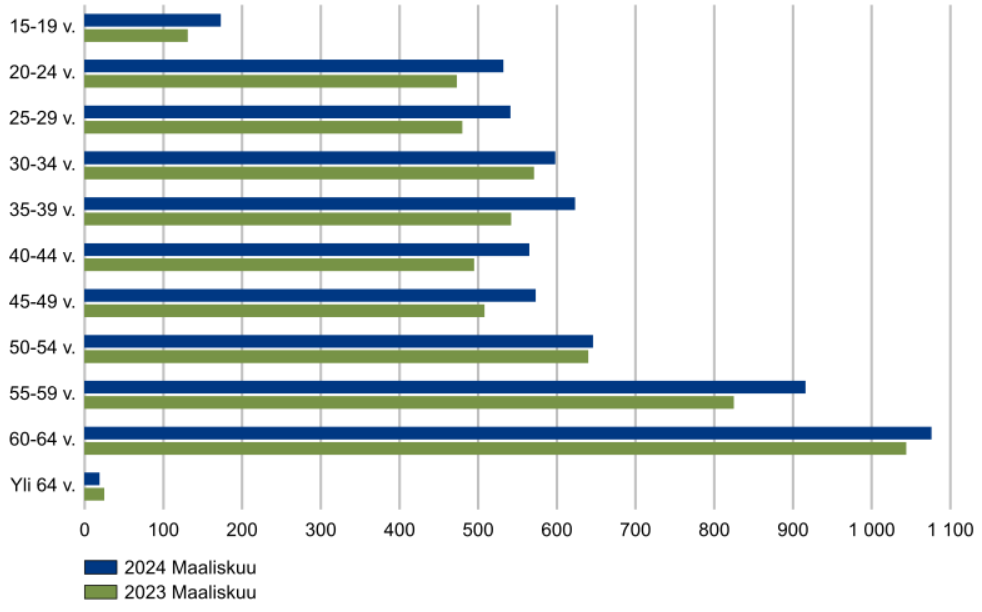 15-19 v.
20-24 v.
25-29 v.
30-34 v.
35-39 v.
40-44 v.
45-49 v.
50-54 v.
55-59 v.
60-64 v.
Yli 64 v.
0 100 200 300 400 500 600 700 800 900 1 000 1 100
2024 Maaliskuu
2023 Maaliskuu